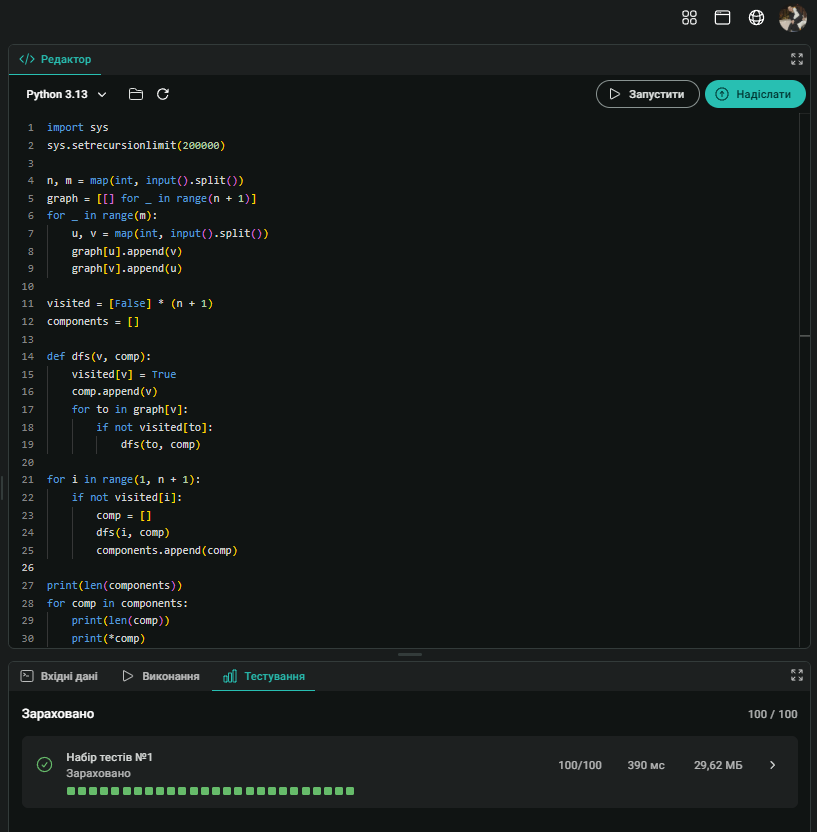 </> Редактор
Python 3.13
Запустити
Надіслати
1 import sys
2 sys.setrecursionlimit(200000)
3
4 n, m = map(int, input().split())
5 graph = [[] for _ in range(n + 1)]
6 for _ in range(m):
7     u, v = map(int, input().split())
8     graph[u].append(v)
9     graph[v].append(u)
10
11 visited = [False] * (n + 1)
12 components = []
13
14 def dfs(v, comp):
15     visited[v] = True
16     comp.append(v)
17     for to in graph[v]:
18         if not visited[to]:
19             dfs(to, comp)
20
21 for i in range(1, n + 1):
22     if not visited[i]:
23         comp = []
24         dfs(i, comp)
25         components.append(comp)
26
27 print(len(components))
28 for comp in components:
29     print(len(comp))
30     print(*comp)
Вхідні дані
Виконання
Тестування
Зараховано
100 / 100
Набір тестів №1
Зараховано
100/100
390 мс
29,62 МБ